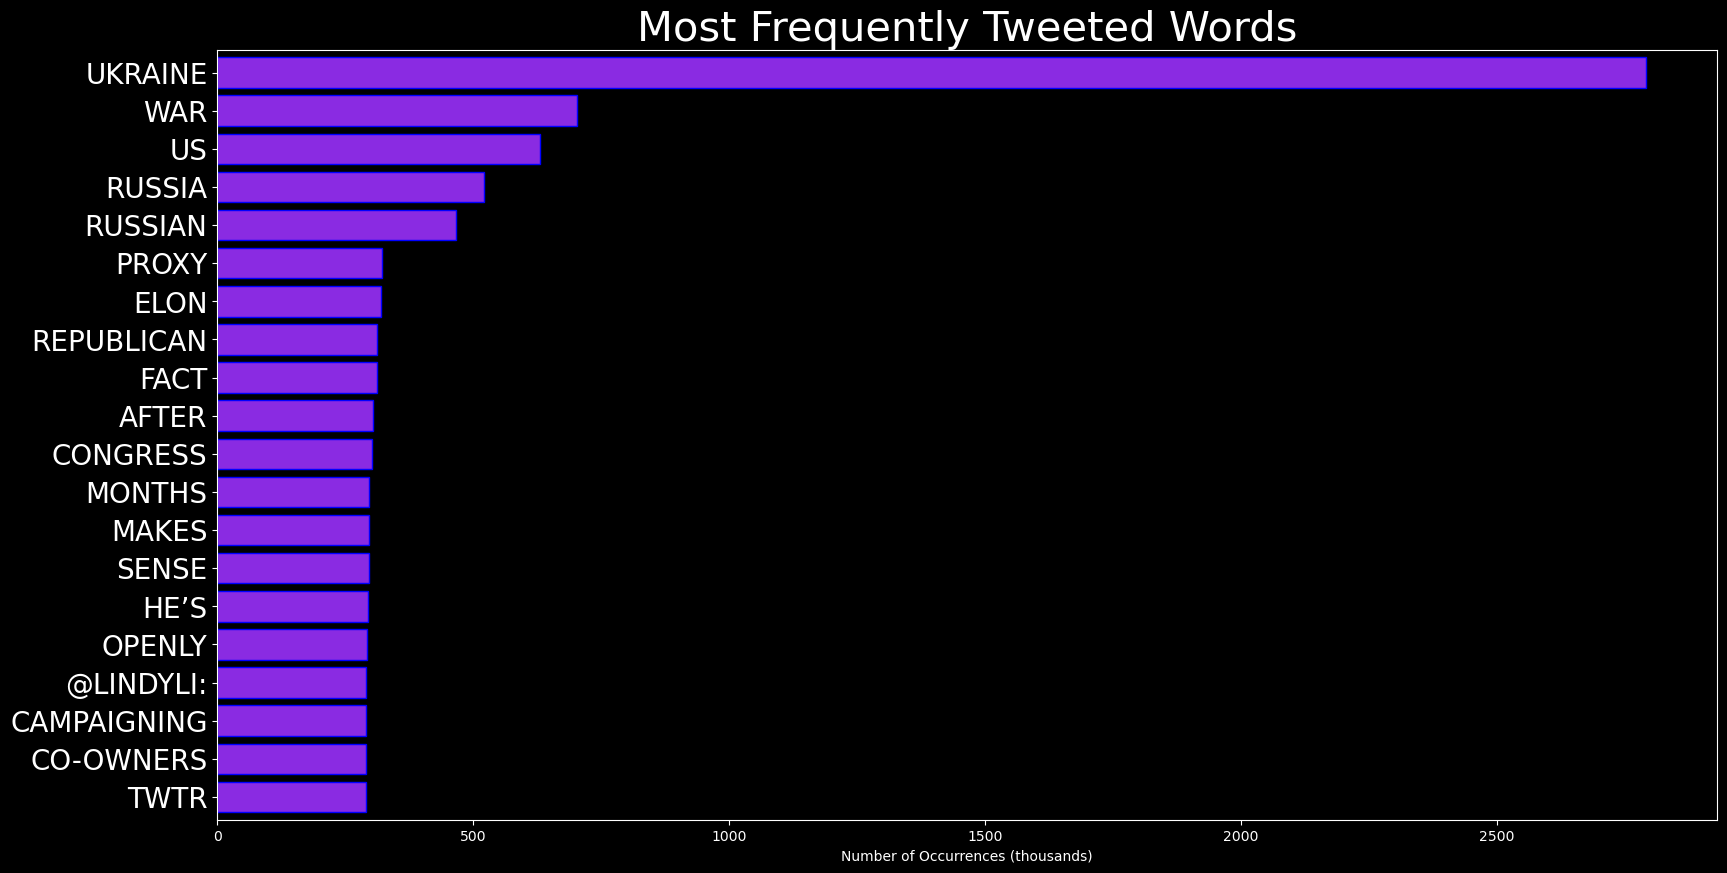 Most Frequently Tweeted Words
UKRAINE
WAR
US
RUSSIA
RUSSIAN
PROXY
ELON
REPUBLICAN
FACT
AFTER
CONGRESS
MONTHS
MAKES
SENSE
HE’S
OPENLY
@LINDYLI:
CAMPAIGNING
CO-OWNERS
TWTR
0 500 1000 1500 2000 2500
Number of Occurrences (thousands)